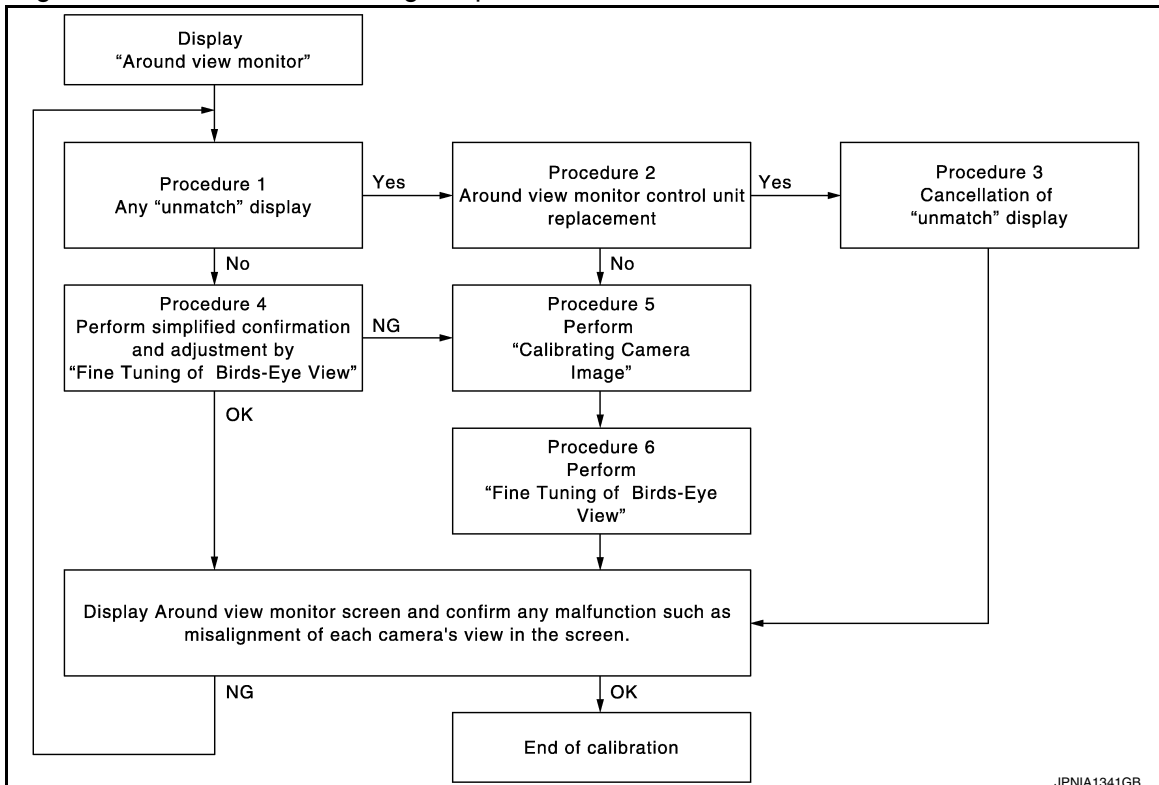 Display
“Around view monitor”
Procedure 1
Any “unmatch” display
Yes
Procedure 2
Around view monitor control unit
replacement
Yes
Procedure 3
Cancellation of
“unmatch” display
No
No
Procedure 4
Perform simplified confirmation
and adjustment by
“Fine Tuning of Birds-Eye View”
NG
Procedure 5
Perform
“Calibrating Camera
Image”
OK
Procedure 6
Perform
“Fine Tuning of Birds-Eye
View”
Display Around view monitor screen and confirm any malfunction such as
misalignment of each camera's view in the screen.
NG
OK
End of calibration
JPNIA1341GB